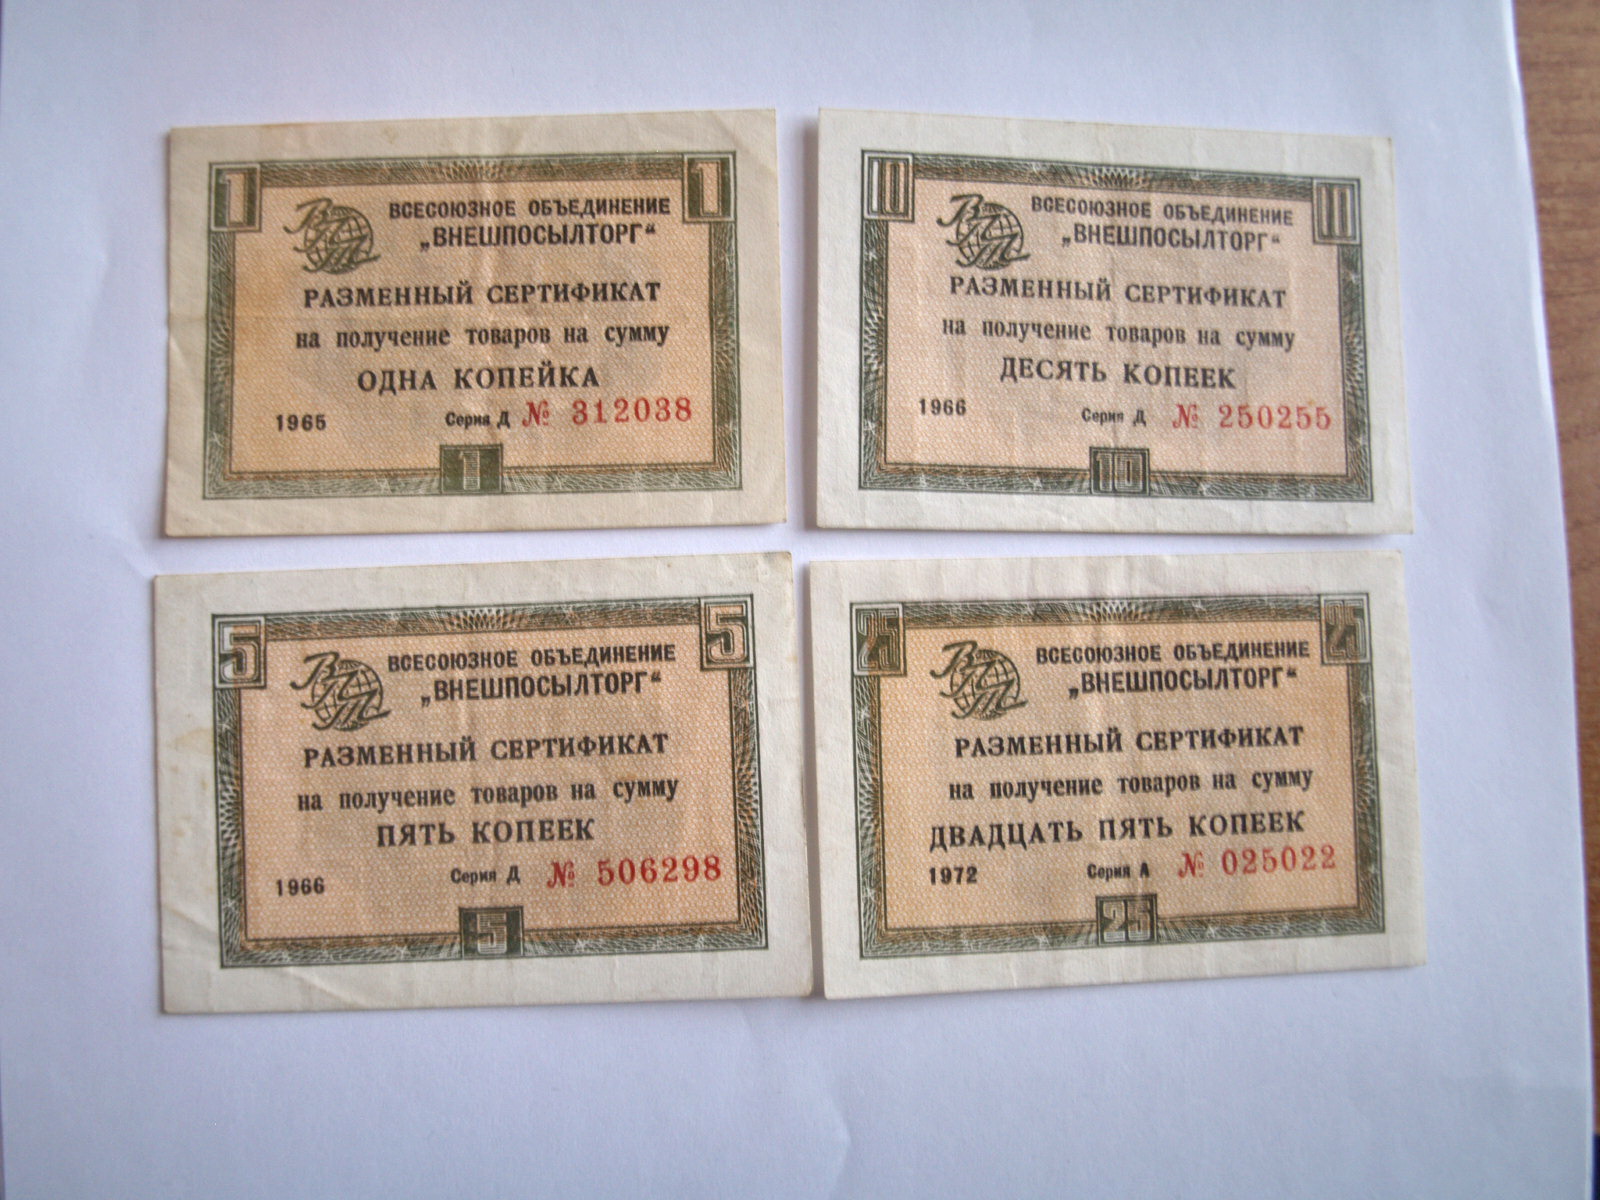 1 1
ВПТ
ВСЕСОЮЗНОЕ ОБЪЕДИНЕНИЕ
„ВНЕШПОСЫЛТОРГ“
РАЗМЕННЫЙ СЕРТИФИКАТ
на получение товаров на сумму
ОДНА КОПЕЙКА
1965 Серия Д № 312038
1
10 10
ВПТ
ВСЕСОЮЗНОЕ ОБЪЕДИНЕНИЕ
„ВНЕШПОСЫЛТОРГ“
РАЗМЕННЫЙ СЕРТИФИКАТ
на получение товаров на сумму
ДЕСЯТЬ КОПЕЕК
1966 Серия Д № 250255
10
5 5
ВПТ
ВСЕСОЮЗНОЕ ОБЪЕДИНЕНИЕ
„ВНЕШПОСЫЛТОРГ“
РАЗМЕННЫЙ СЕРТИФИКАТ
на получение товаров на сумму
ПЯТЬ КОПЕЕК
1966 Серия Д № 506298
5
25 25
ВПТ
ВСЕСОЮЗНОЕ ОБЪЕДИНЕНИЕ
„ВНЕШПОСЫЛТОРГ“
РАЗМЕННЫЙ СЕРТИФИКАТ
на получение товаров на сумму
ДВАДЦАТЬ ПЯТЬ КОПЕЕК
1972 Серия А № 025022
25